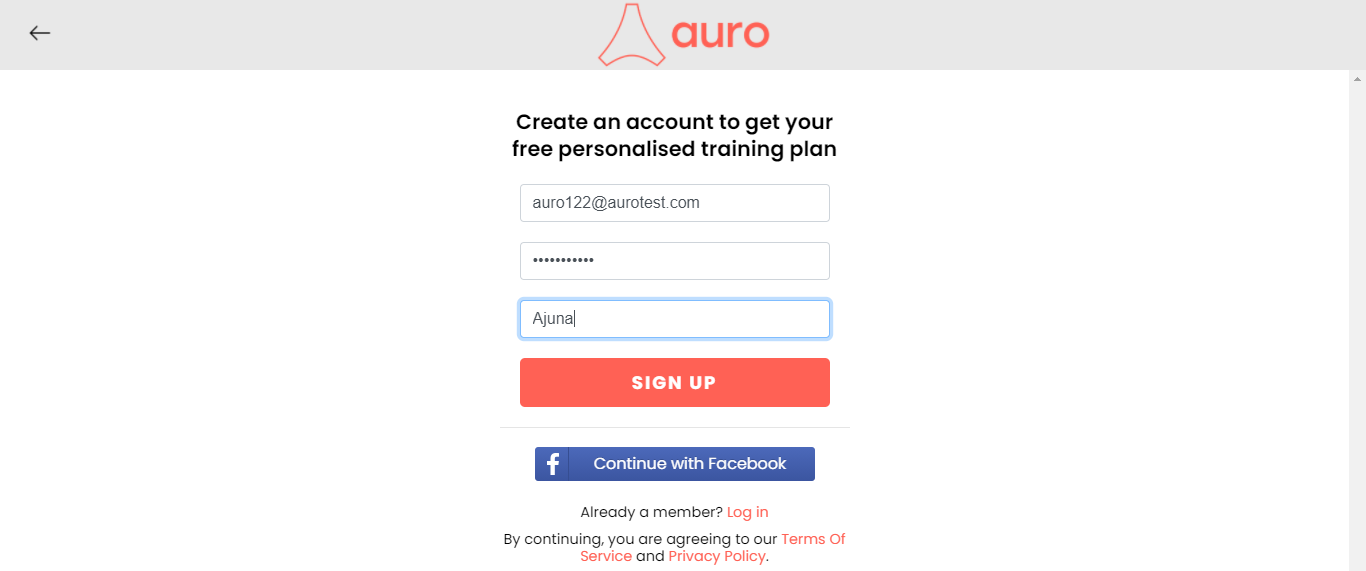 auro
Create an account to get your
free personalised training plan
auro122@aurotest.com
•••••••••••
Ajuna
SIGN UP
f Continue with Facebook
Already a member? Log in
By continuing, you are agreeing to our Terms Of
Service and Privacy Policy.